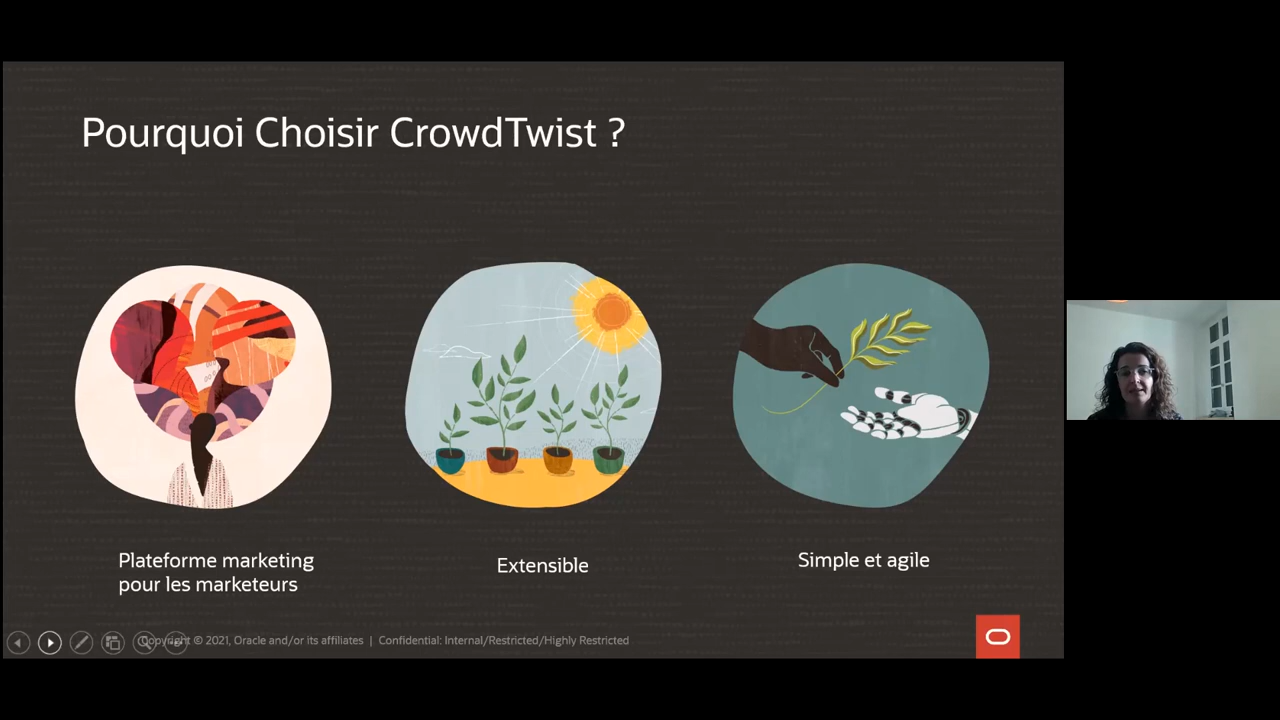 Pourquoi Choisir CrowdTwist ?
Plateforme marketing
pour les marketeurs
Extensible
Simple et agile
Copyright © 2021, Oracle and/or its affiliates | Confidential: Internal/Restricted/Highly Restricted